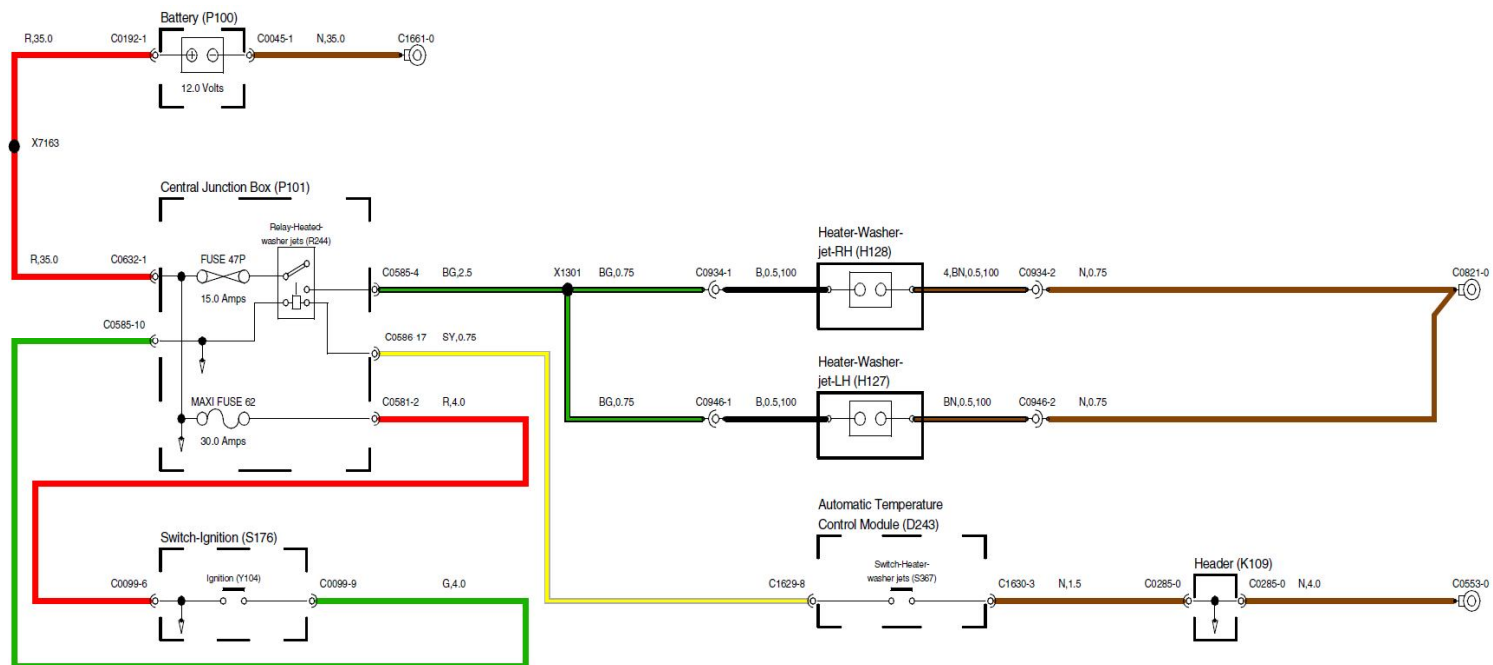 Battery (P100)
R,35.0
C0192-1
C0045-1
N,35.0
C1661-0
12.0 Volts
X7163
Central Junction Box (P101)
Relay-Heated-
washer jets (R244)
R,35.0
C0632-1
FUSE 47P
15.0 Amps
C0585-4
BG,2.5
X1301
BG,0.75
C0934-1
B,0.5,100
Heater-Washer-
jet-RH (H128)
4,BN,0.5,100
C0934-2
N,0.75
C0821-0
C0585-10
C0586-17
SY,0.75
Heater-Washer-
jet-LH (H127)
MAXI FUSE 62
30.0 Amps
C0581-2
R,4.0
BG,0.75
C0946-1
B,0.5,100
BN,0.5,100
C0946-2
N,0.75
Automatic Temperature
Control Module (D243)
Switch-Ignition (S176)
Ignition (Y104)
C0099-6
C0099-9
G,4.0
Switch-Heater-
washer jets (S367)
C1629-8
C1630-3
N,1.5
Header (K109)
C0285-0
C0285-0
N,4.0
C0553-0